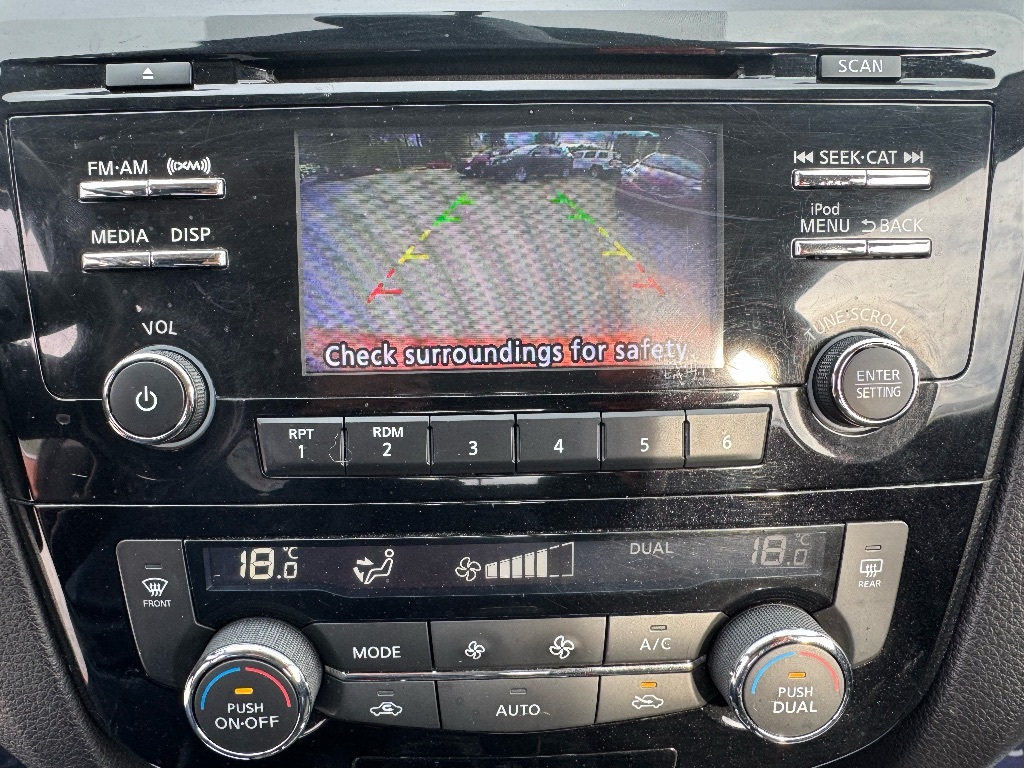 SCAN
FM·AM ((XM))
SEEK·CAT
MEDIA DISP
iPod
MENU BACK
VOL
TUNE·SCROLL
Check surroundings for safety
ENTER
SETTING
RPT
1
RDM
2
3
4
5
6
18.0 °C
DUAL
18.0 °C
FRONT
REAR
MODE
A/C
PUSH
ON·OFF
AUTO
PUSH
DUAL